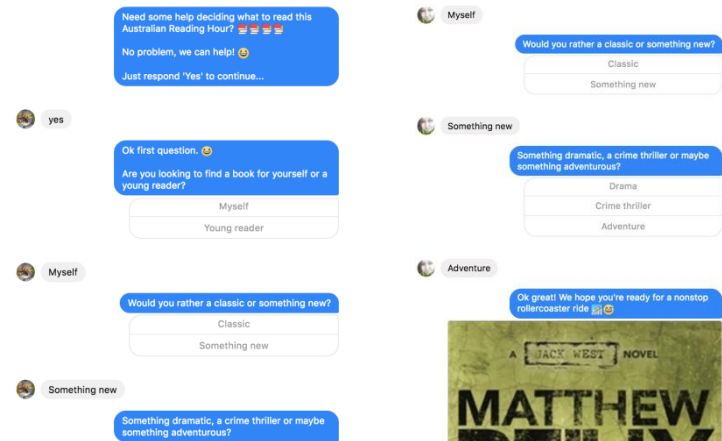 Need some help deciding what to read this
Australian Reading Hour? 📚📚📚📚
No problem, we can help! 😄
Just respond 'Yes' to continue...
yes
Ok first question. 😄
Are you looking to find a book for yourself or a
young reader?
Myself
Young reader
Myself
Would you rather a classic or something new?
Classic
Something new
Something new
Something dramatic, a crime thriller or maybe
something adventurous?
Myself
Would you rather a classic or something new?
Classic
Something new
Something new
Something dramatic, a crime thriller or maybe
something adventurous?
Drama
Crime thriller
Adventure
Adventure
Ok great! We hope you're ready for a nonstop
rollercoaster ride 🎢😄
A JACK WEST NOVEL
MATTHEW